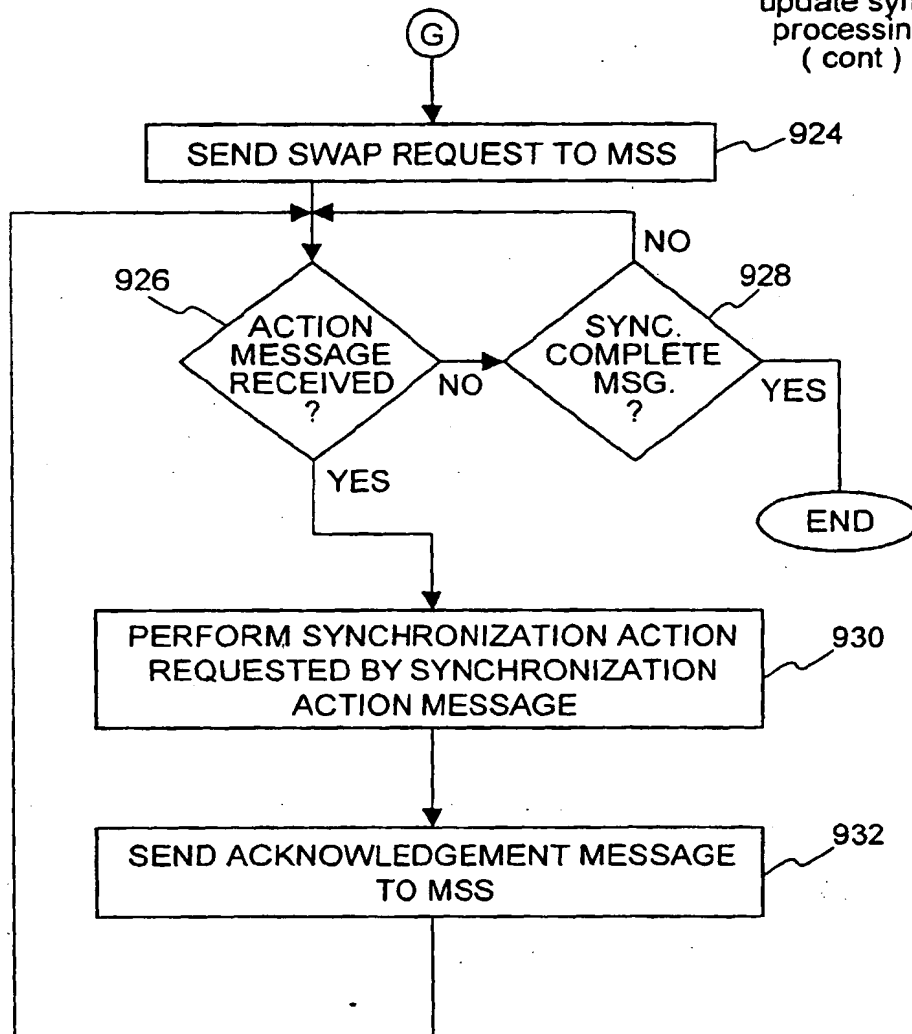 update syn
processin
( cont )
G
SEND SWAP REQUEST TO MSS
924
NO
926
928
ACTION
MESSAGE
RECEIVED
?
NO
SYNC.
COMPLETE
MSG.
?
YES
YES
END
PERFORM SYNCHRONIZATION ACTION
REQUESTED BY SYNCHRONIZATION
ACTION MESSAGE
930
SEND ACKNOWLEDGEMENT MESSAGE
TO MSS
932